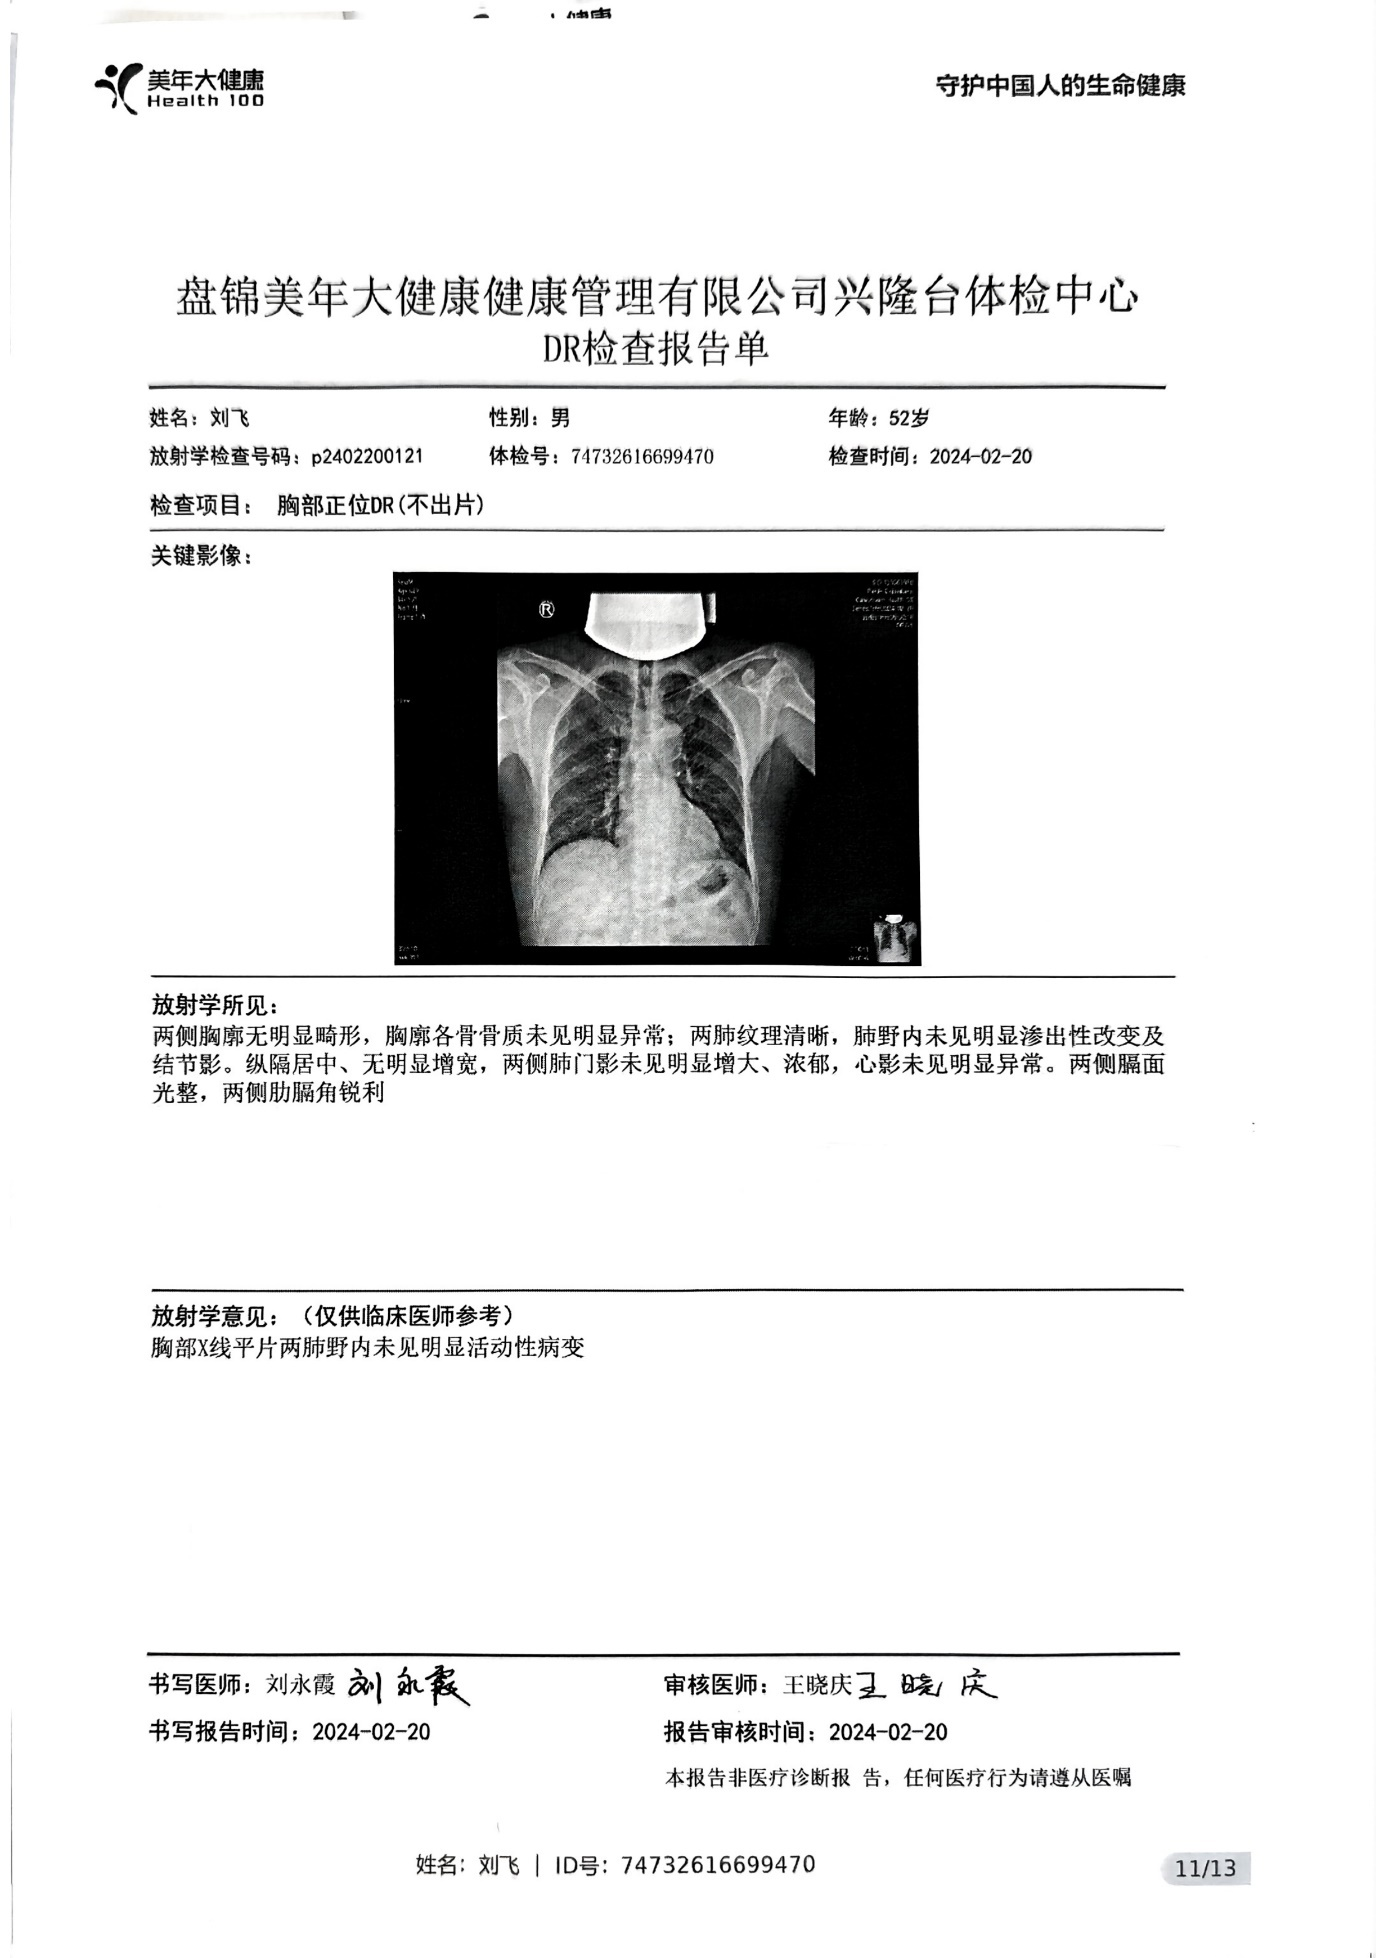 美年大健康
Health 100
守护中国人的生命健康
盘锦美年大健康健康管理有限公司兴隆台体检中心
DR检查报告单
姓名：刘飞 性别：男 年龄：52岁
放射学检查号码：p2402200121 体检号：74732616699470 检查时间：2024-02-20
检查项目： 胸部正位DR(不出片)
关键影像：
R
放射学所见：
两侧胸廓无明显畸形，胸廓各骨骨质未见明显异常；两肺纹理清晰，肺野内未见明显渗出性改变及
结节影。纵隔居中、无明显增宽，两侧肺门影未见明显增大、浓郁，心影未见明显异常。两侧膈面
光整，两侧肋膈角锐利
放射学意见：（仅供临床医师参考）
胸部X线平片两肺野内未见明显活动性病变
书写医师：刘永霞 刘永霞 审核医师：王晓庆 王晓庆
书写报告时间：2024-02-20 报告审核时间：2024-02-20
本报告非医疗诊断报 告，任何医疗行为请遵从医嘱
姓名：刘飞 | ID号：74732616699470
11/13